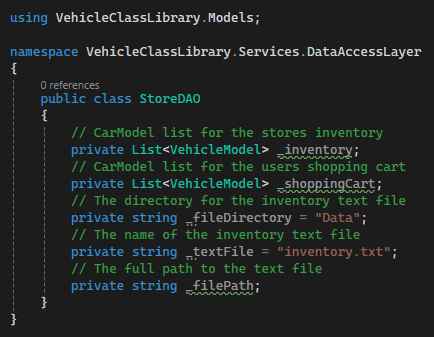 using VehicleClassLibrary.Models;
namespace VehicleClassLibrary.Services.DataAccessLayer
{
0 references
public class StoreDAO
{
// CarModel list for the stores inventory
private List<VehicleModel> _inventory;
// CarModel list for the users shopping cart
private List<VehicleModel> _shoppingCart;
// The directory for the inventory text file
private string _fileDirectory = "Data";
// The name of the inventory text file
private string _textFile = "inventory.txt";
// The full path to the text file
private string _filePath;
}
}